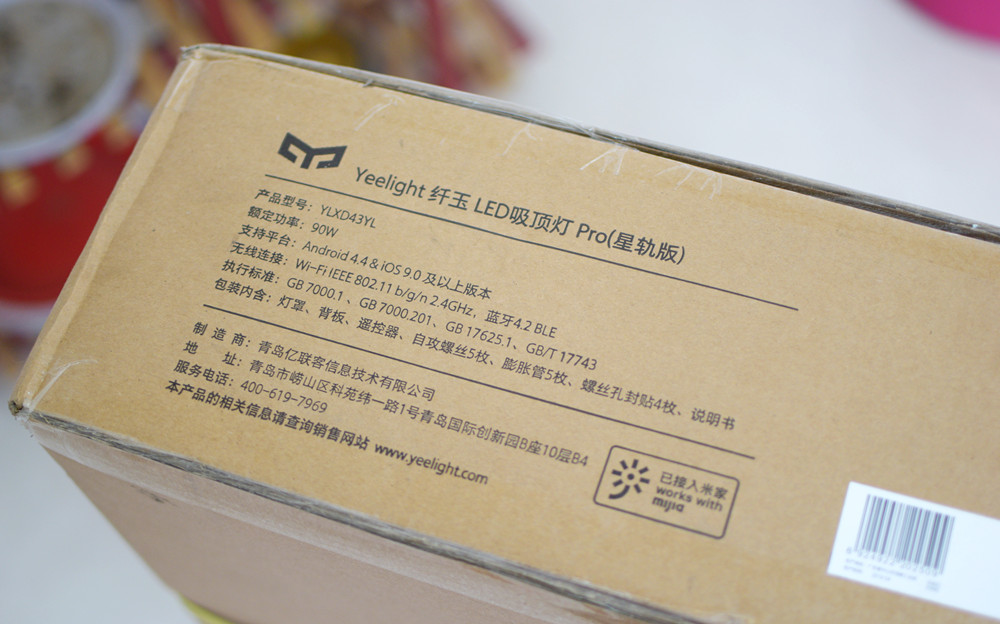 Yeelight 纤玉 LED吸顶灯 Pro(星轨版)
产品型号：YLXD43YL
额定功率：90W
支持平台：Android 4.4 & iOS 9.0 及以上版本
无线连接：Wi-Fi IEEE 802.11 b/g/n 2.4GHz，蓝牙4.2 BLE
执行标准：GB 7000.1、GB 7000.201、GB 17625.1、GB/T 17743
包装内含：灯罩、背板、遥控器、自攻螺丝5枚、膨胀管5枚、螺丝孔封贴4枚、说明书
制 造 商：青岛亿联客信息技术有限公司
地 址：青岛市崂山区科苑纬一路1号青岛国际创新园B座10层B4
服务电话：400-619-7969
本产品的相关信息请查询销售网站 www.yeelight.com
已接入米家
works with
mijia